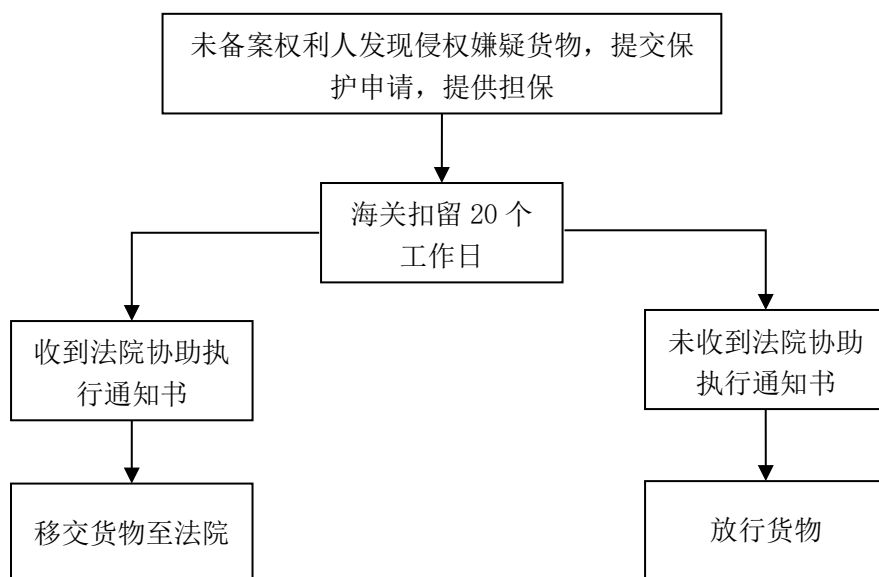 未备案权利人发现侵权嫌疑货物，提交保
护申请，提供担保
海关扣留 20 个
工作日
收到法院协助执
行通知书
未收到法院协助
执行通知书
移交货物至法院
放行货物